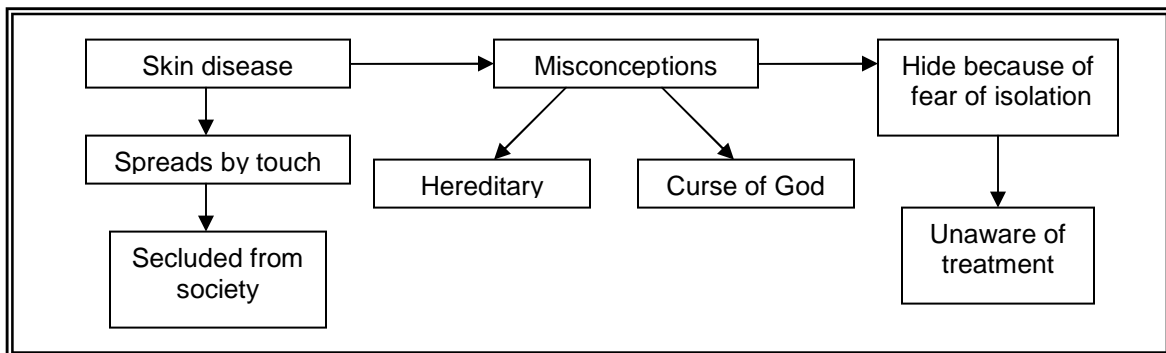 Skin disease
Misconceptions
Hide because of
fear of isolation
Spreads by touch
Hereditary
Curse of God
Secluded from
society
Unaware of
treatment